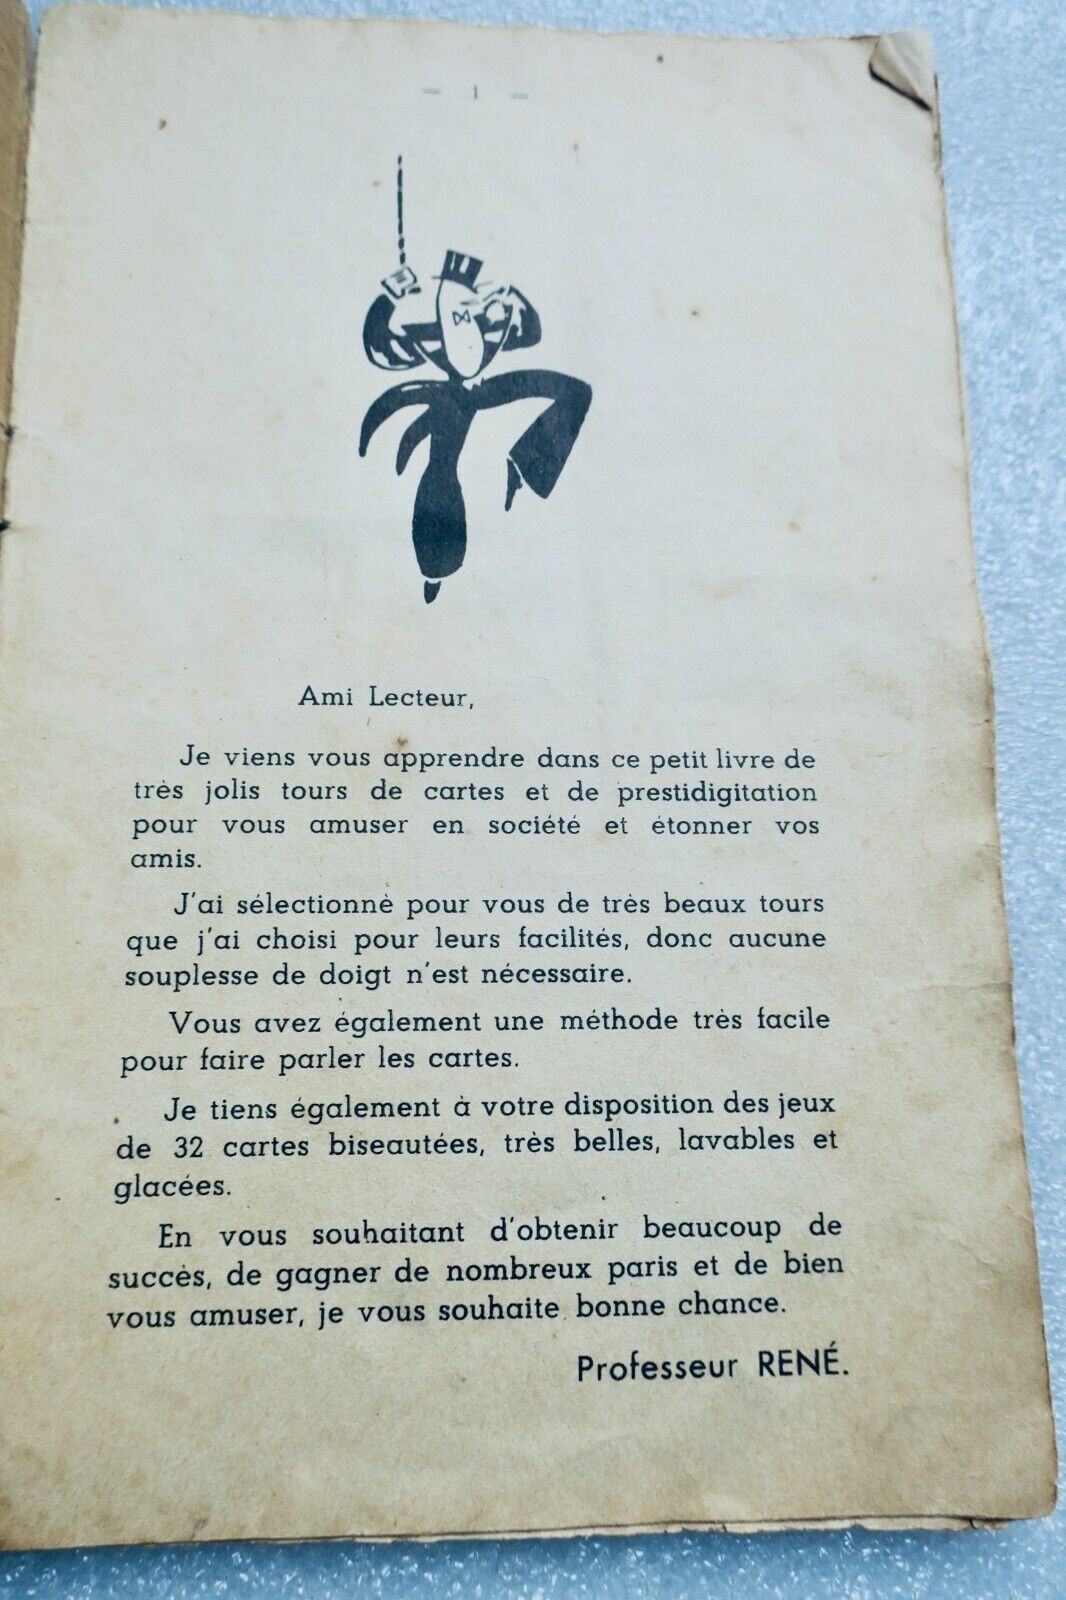 — 1 —
Ami Lecteur,
Je viens vous apprendre dans ce petit livre de
très jolis tours de cartes et de prestidigitation
pour vous amuser en société et étonner vos
amis.
J'ai sélectionnè pour vous de très beaux tours
que j'ai choisi pour leurs facilités, donc aucune
souplesse de doigt n'est nécessaire.
Vous avez également une méthode très facile
pour faire parler les cartes.
Je tiens également à votre disposition des jeux
de 32 cartes biseautées, très belles, lavables et
glacées.
En vous souhaitant d'obtenir beaucoup de
succès, de gagner de nombreux paris et de bien
vous amuser, je vous souhaite bonne chance.
Professeur RENÉ.